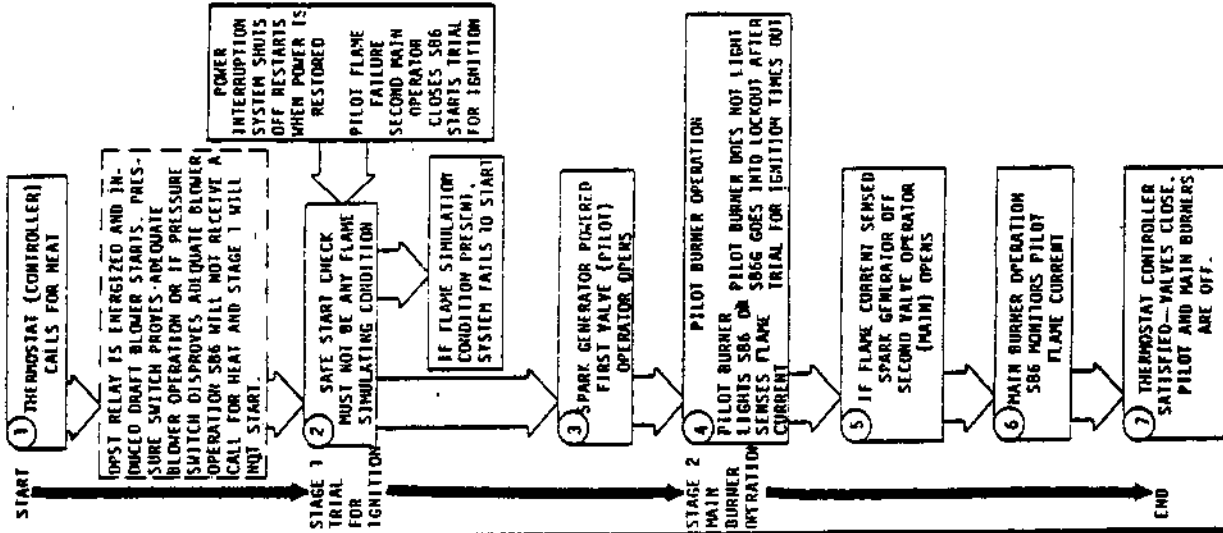 START
1 THERMOSTAT (CONTROLLER)
CALLS FOR HEAT
DPST RELAY IS ENERGIZED AND IN-
DUCED DRAFT BLOWER STARTS. PRES-
SURE SWITCH PROVES-ADEQUATE
BLOWER OPERATION OR IF PRESSURE
SWITCH DISPROVES ADEQUATE BLOWER
OPERATION S86 WILL NOT RECEIVE A
CALL FOR HEAT AND STAGE 1 WILL
NOT START.
STAGE 1
TRIAL
FOR
IGNITION
2 SAFE START CHECK
MUST NOT BE ANY FLAME
SIMULATING CONDITION
POWER
INTERRUPTION
SYSTEM SHUTS
OFF RESTARTS
WHEN POWER IS
RESTORED
PILOT FLAME
FAILURE
SECOND MAIN
OPERATOR
CLOSES S86
STARTS TRIAL
FOR IGNITION
IF FLAME SIMULATION
CONDITION PRESENT,
SYSTEM FAILS TO START
3 SPARK GENERATOR POWERED
FIRST VALVE (PILOT)
OPERATOR OPENS
STAGE 2
MAIN
BURNER
OPERATION
4 PILOT BURNER OPERATION
PILOT BURNER
LIGHTS S86
SENSES FLAME
CURRENT
OR
PILOT BURNER DOES NOT LIGHT
S86G GOES INTO LOCKOUT AFTER
TRIAL FOR IGNITION TIMES OUT
5 IF FLAME CURRENT SENSED
SPARK GENERATOR OFF
SECOND VALVE OPERATOR
(MAIN) OPENS
6 MAIN BURNER OPERATION
S86 MONITORS PILOT
FLAME CURRENT
7 THERMOSTAT CONTROLLER
SATISFIED-VALVES CLOSE.
PILOT AND MAIN BURNERS
ARE OFF.
END